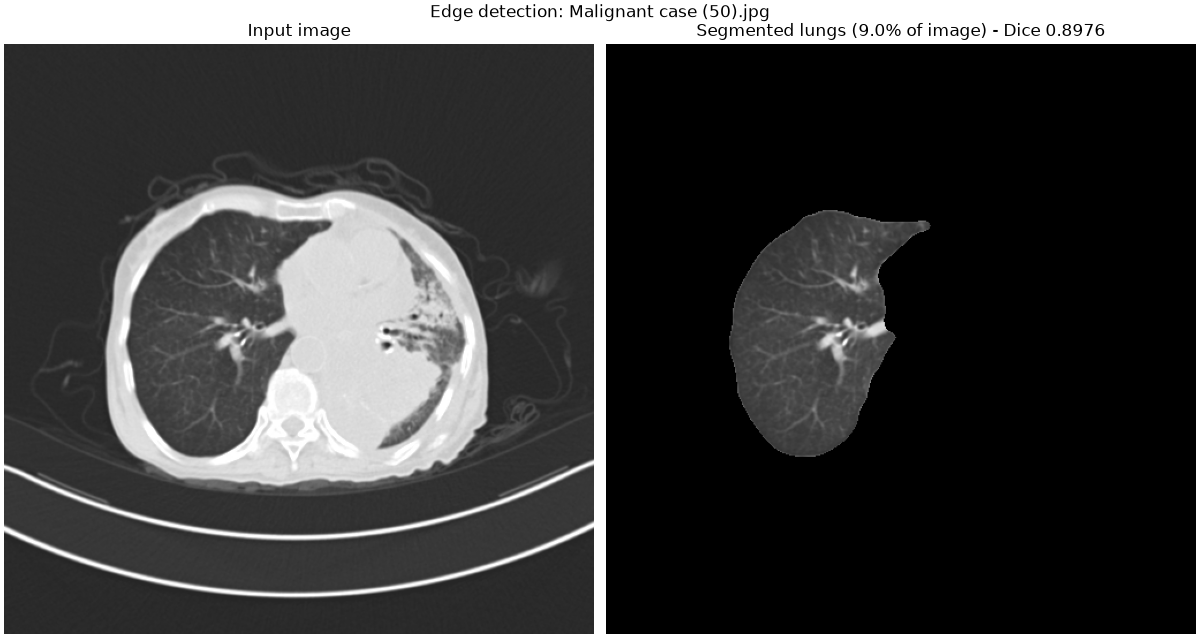 Edge detection: Malignant case (50).jpg
Input image
Segmented lungs (9.0% of image) - Dice 0.8976